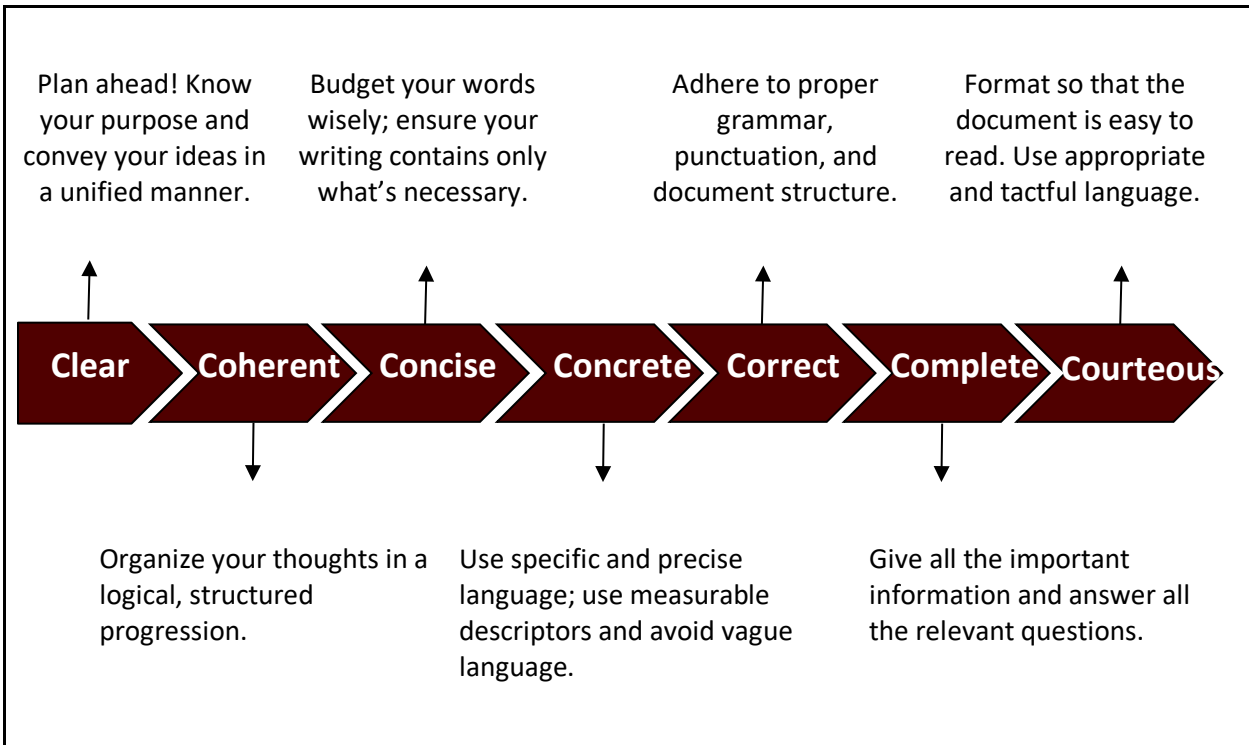 Plan ahead! Know
your purpose and
convey your ideas in
a unified manner.
Budget your words
wisely; ensure your
writing contains only
what’s necessary.
Adhere to proper
grammar,
punctuation, and
document structure.
Format so that the
document is easy to
read. Use appropriate
and tactful language.
Clear
Coherent
Concise
Concrete
Correct
Complete
Courteous
Organize your thoughts in a
logical, structured
progression.
Use specific and precise
language; use measurable
descriptors and avoid vague
language.
Give all the important
information and answer all
the relevant questions.